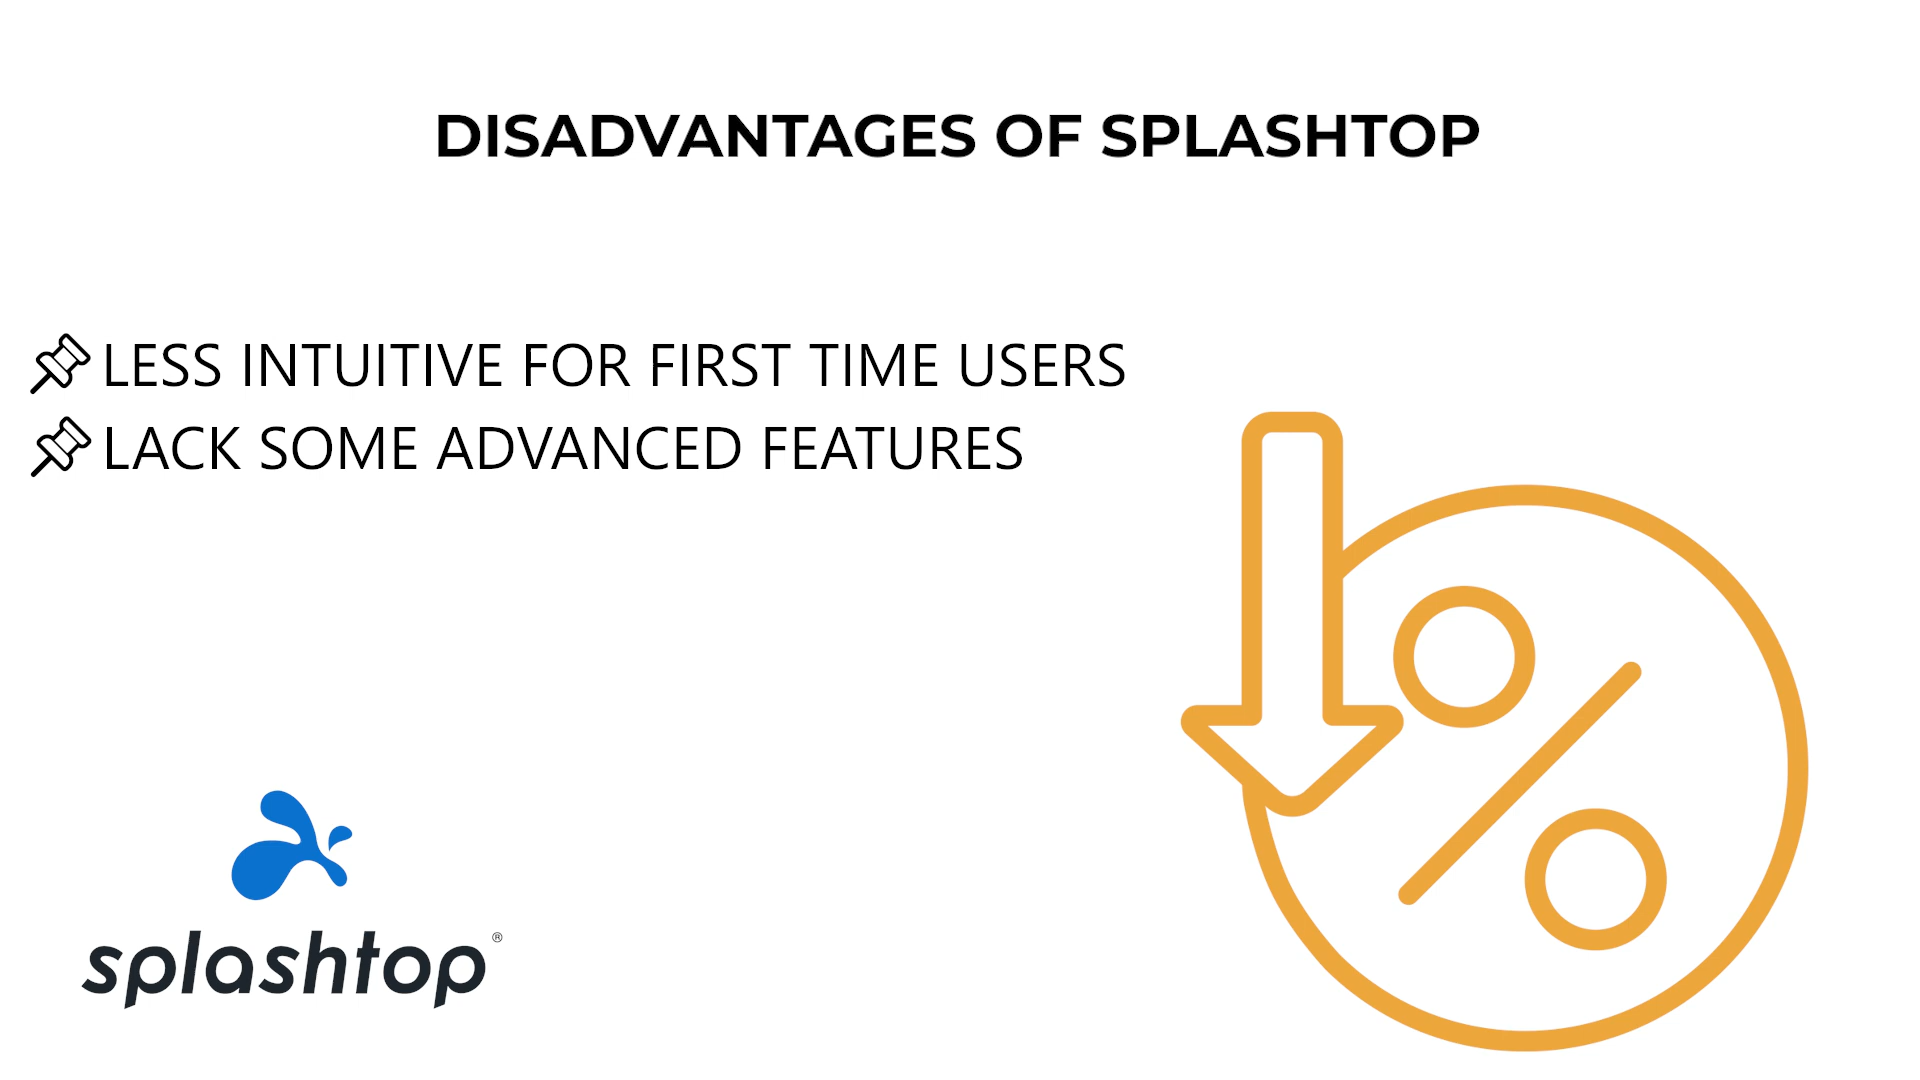 DISADVANTAGES OF SPLASHTOP
LESS INTUITIVE FOR FIRST TIME USERS
LACK SOME ADVANCED FEATURES
%
splashtop®